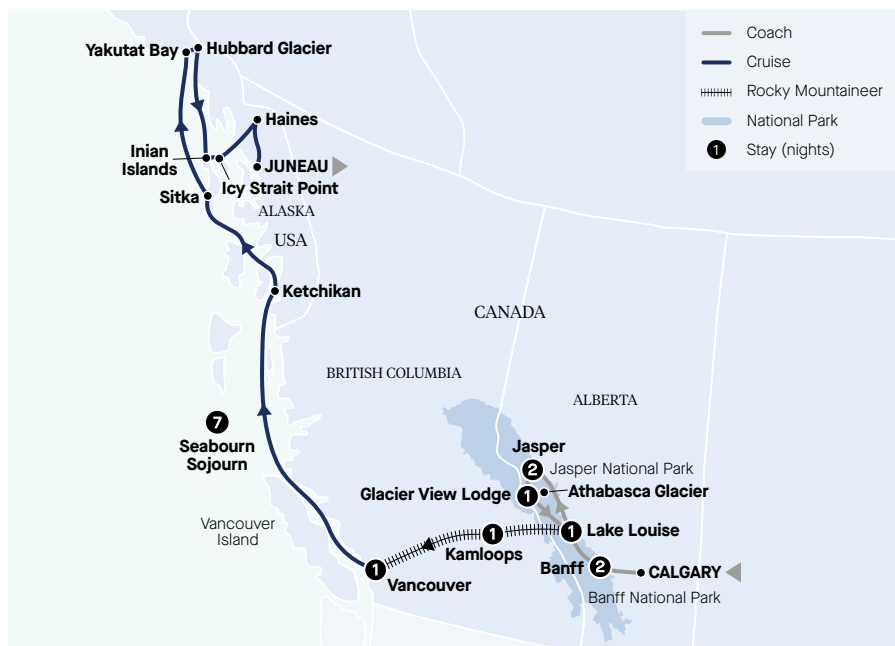 Yakutat Bay
Hubbard Glacier
Haines
Inian
Islands
JUNEAU
Icy Strait Point
Sitka
ALASKA
USA
Ketchikan
CANADA
BRITISH COLUMBIA
ALBERTA
7
Seabourn
Sojourn
Jasper
2
Jasper National Park
Glacier View Lodge
1
Athabasca Glacier
Vancouver
Island
1
Kamloops
1
Lake Louise
1
Vancouver
Banff
2
CALGARY
Banff National Park
Coach
Cruise
Rocky Mountaineer
National Park
1
Stay (nights)